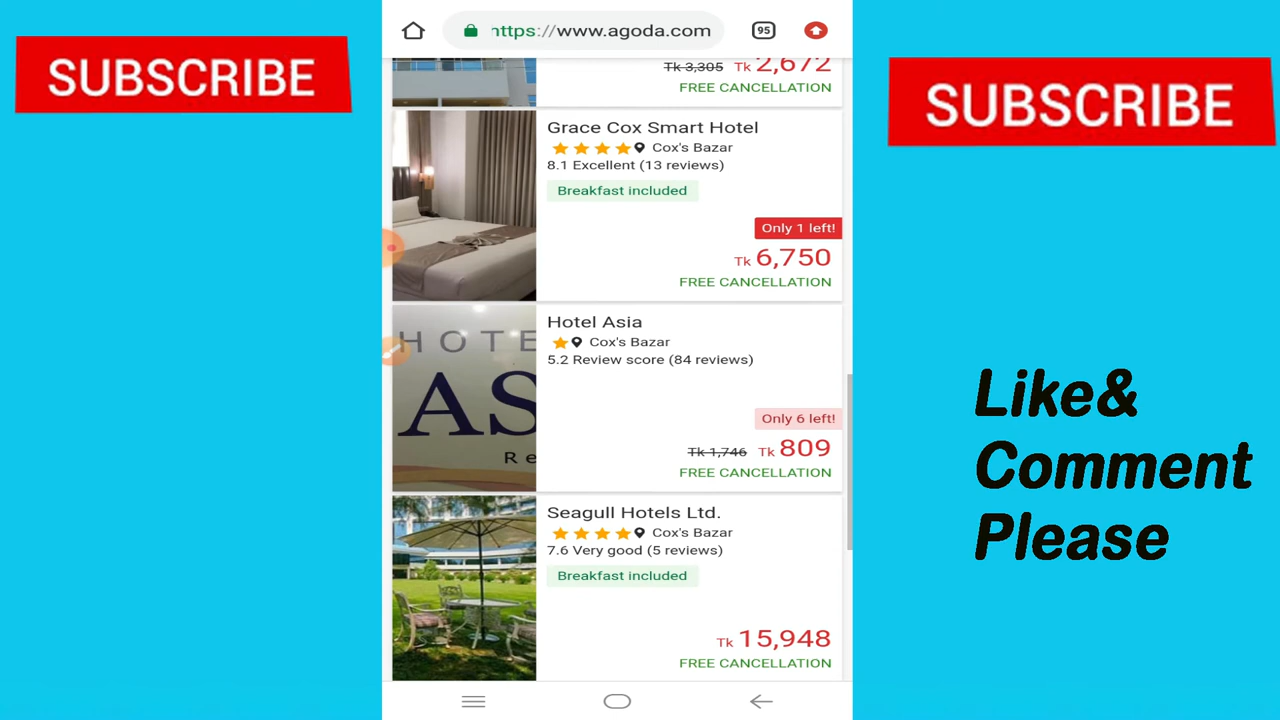 SUBSCRIBE
https://www.agoda.com
95
SUBSCRIBE
Tk 3,305 Tk 2,672
FREE CANCELLATION
Grace Cox Smart Hotel
Cox's Bazar
8.1 Excellent (13 reviews)
Breakfast included
Only 1 left!
Tk 6,750
FREE CANCELLATION
HOTE
AS
Re
Hotel Asia
Cox's Bazar
5.2 Review score (84 reviews)
Only 6 left!
Tk 1,746 Tk 809
FREE CANCELLATION
Seagull Hotels Ltd.
Cox's Bazar
7.6 Very good (5 reviews)
Breakfast included
Tk 15,948
FREE CANCELLATION
Like&
Comment
Please